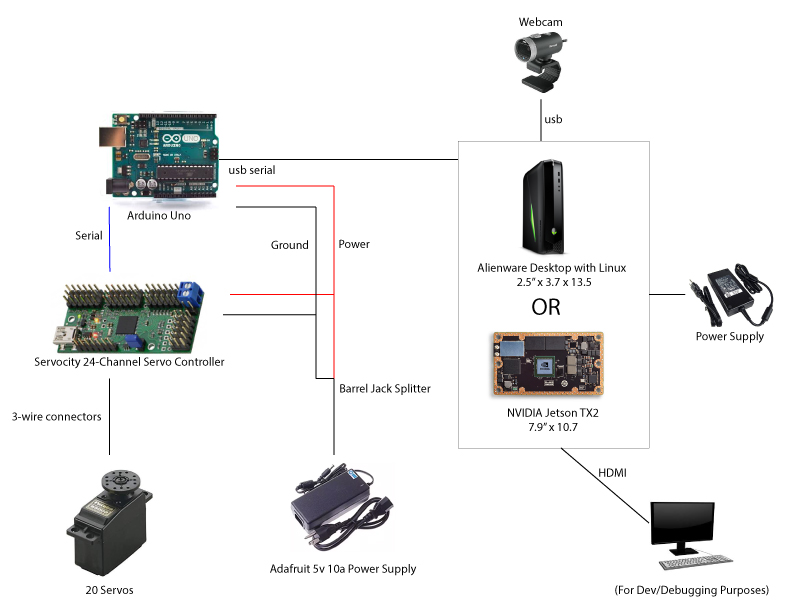 Webcam
usb
usb serial
Arduino Uno
Serial
Ground
Power
Alienware Desktop with Linux
2.5" x 3.7 x 13.5
OR
Power Supply
Servocity 24-Channel Servo Controller
Barrel Jack Splitter
NVIDIA Jetson TX2
7.9" x 10.7
3-wire connectors
HDMI
Adafruit 5v 10a Power Supply
20 Servos
(For Dev/Debugging Purposes)